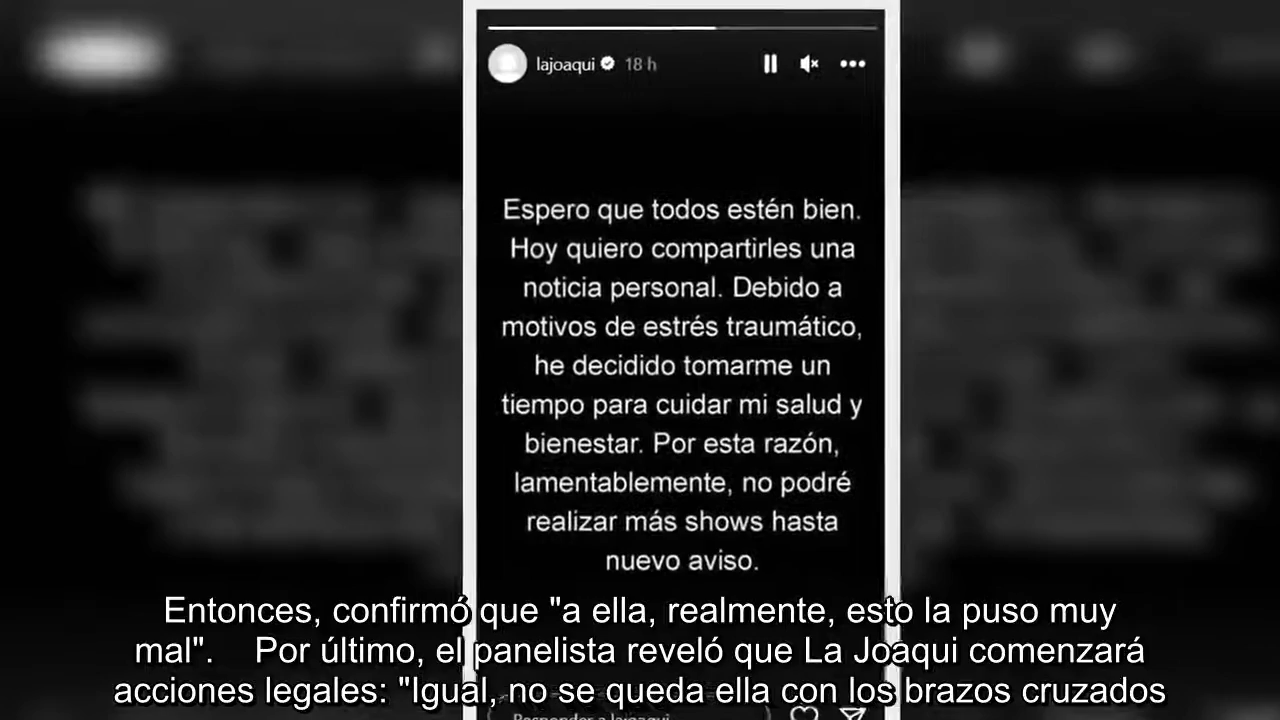 lajoaqui 18 h
Espero que todos estén bien.
Hoy quiero compartirles una
noticia personal. Debido a
motivos de estrés traumático,
he decidido tomarme un
tiempo para cuidar mi salud y
bienestar. Por esta razón,
lamentablemente, no podré
realizar más shows hasta
nuevo aviso.
Entonces, confirmó que "a ella, realmente, esto la puso muy
mal". Por último, el panelista reveló que La Joaqui comenzará
acciones legales: "Igual, no se queda ella con los brazos cruzados
Responder a lajoaqui